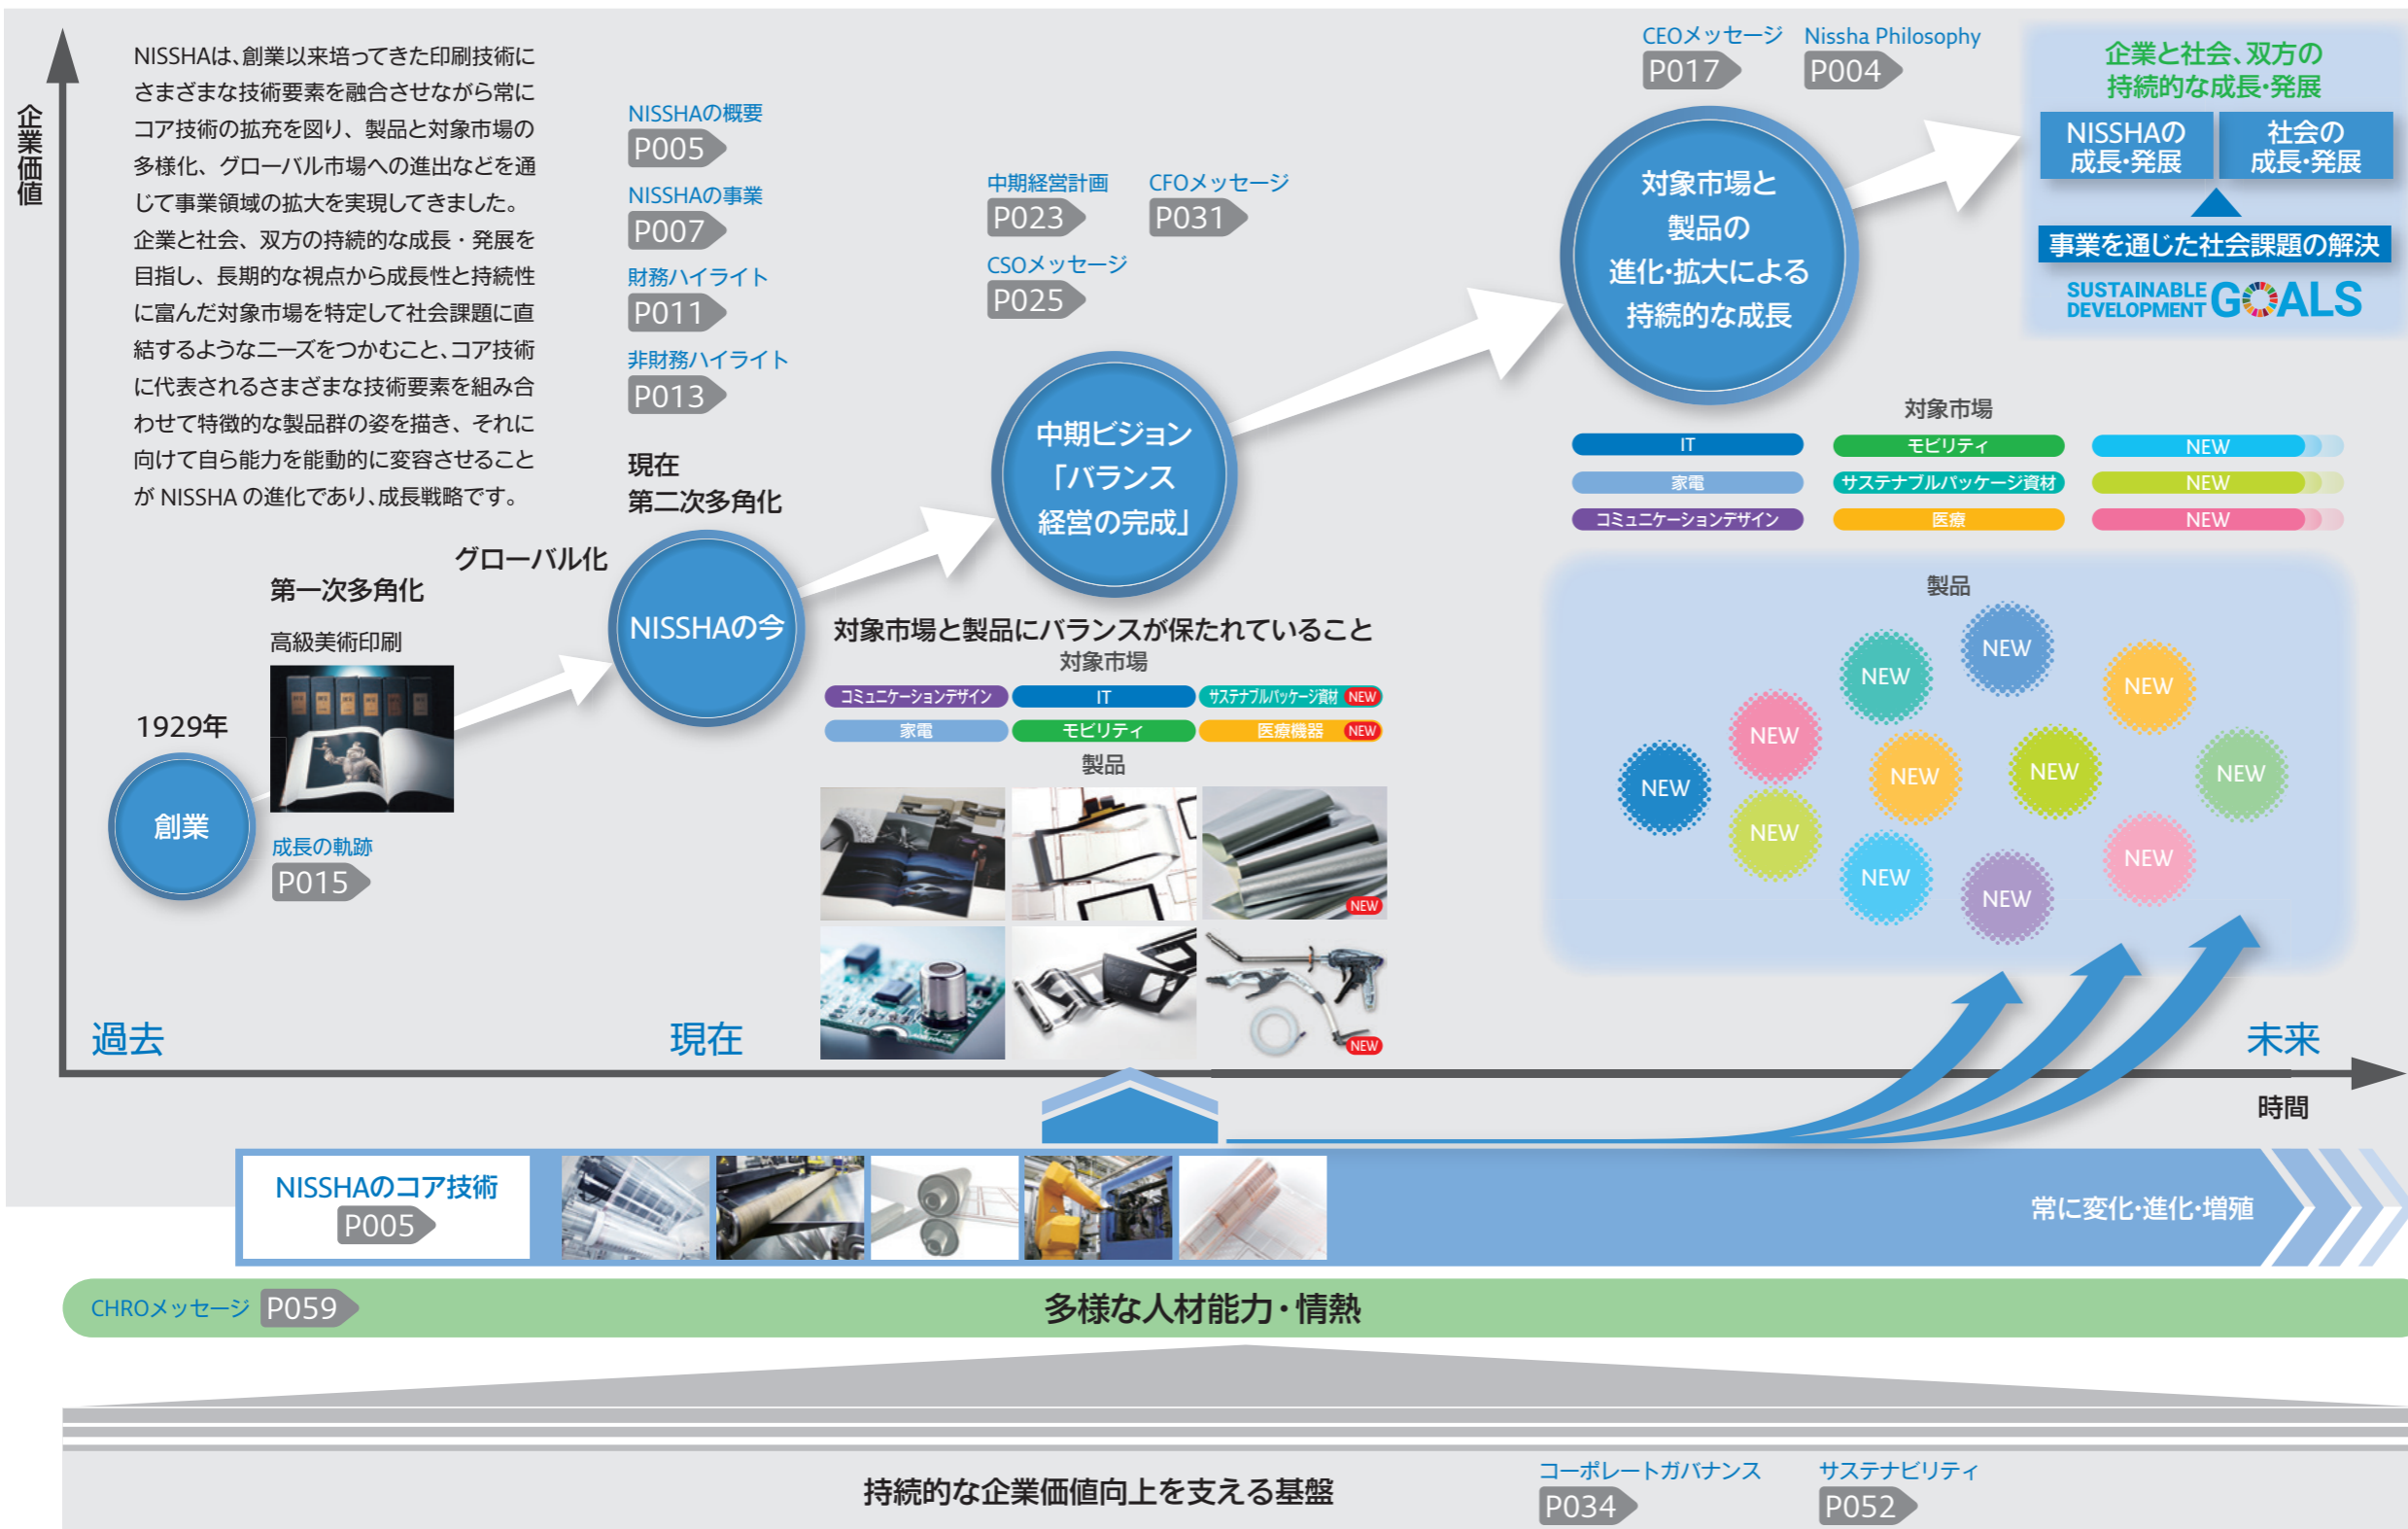 企業価値
NISSHAは、創業以来培ってきた印刷技術に
さまざまな技術要素を融合させながら常に
コア技術の拡充を図り、製品と対象市場の
多様化、グローバル市場への進出などを通
じて事業領域の拡大を実現してきました。
企業と社会、双方の持続的な成長・発展を
目指し、長期的な視点から成長性と持続性
に富んだ対象市場を特定して社会課題に直
結するようなニーズをつかむこと、コア技術
に代表されるさまざまな技術要素を組み合
わせて特徴的な製品群の姿を描き、それに
向けて自ら能力を能動的に変容させること
が NISSHA の進化であり、成長戦略です。
1929年
創業
第一次多角化
高級美術印刷
成長の軌跡
P015
グローバル化
NISSHAの概要
P005
NISSHAの事業
P007
財務ハイライト
P011
非財務ハイライト
P013
現在
第二次多角化
NISSHAの今
中期経営計画
P023
CFOメッセージ
P031
CSOメッセージ
P025
中期ビジョン
「バランス
経営の完成」
対象市場と製品にバランスが保たれていること
対象市場
コミュニケーションデザイン
IT
サステナブルパッケージ資材 NEW
家電
モビリティ
医療機器 NEW
製品
NEW
NEW
CEOメッセージ
P017
Nissha Philosophy
P004
対象市場と
製品の
進化・拡大による
持続的な成長
企業と社会、双方の
持続的な成長・発展
NISSHAの
成長・発展
社会の
成長・発展
事業を通じた社会課題の解決
SUSTAINABLE
DEVELOPMENT
GOALS
対象市場
IT
モビリティ
NEW
家電
サステナブルパッケージ資材
NEW
コミュニケーションデザイン
医療
NEW
製品
NEW
NEW
NEW
NEW
NEW
NEW
NEW
NEW
NEW
NEW
NEW
NEW
過去
現在
未来
時間
NISSHAのコア技術
P005
常に変化・進化・増殖
CHROメッセージ P059
多様な人材能力・情熱
持続的な企業価値向上を支える基盤
コーポレートガバナンス
P034
サステナビリティ
P052